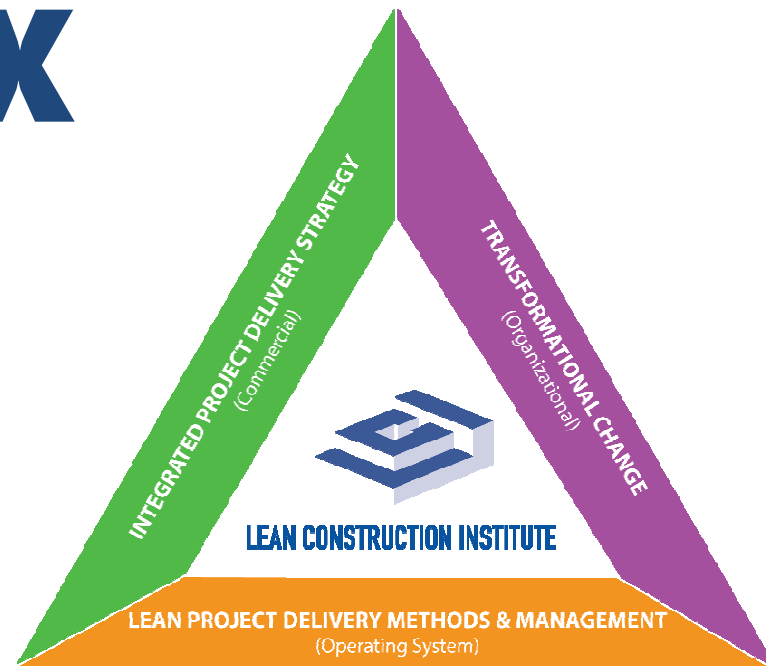 X
INTEGRATED PROJECT DELIVERY STRATEGY
(Commercial)
TRANSFORMATIONAL CHANGE
(Organizational)
LEAN CONSTRUCTION INSTITUTE
LEAN PROJECT DELIVERY METHODS & MANAGEMENT
(Operating System)